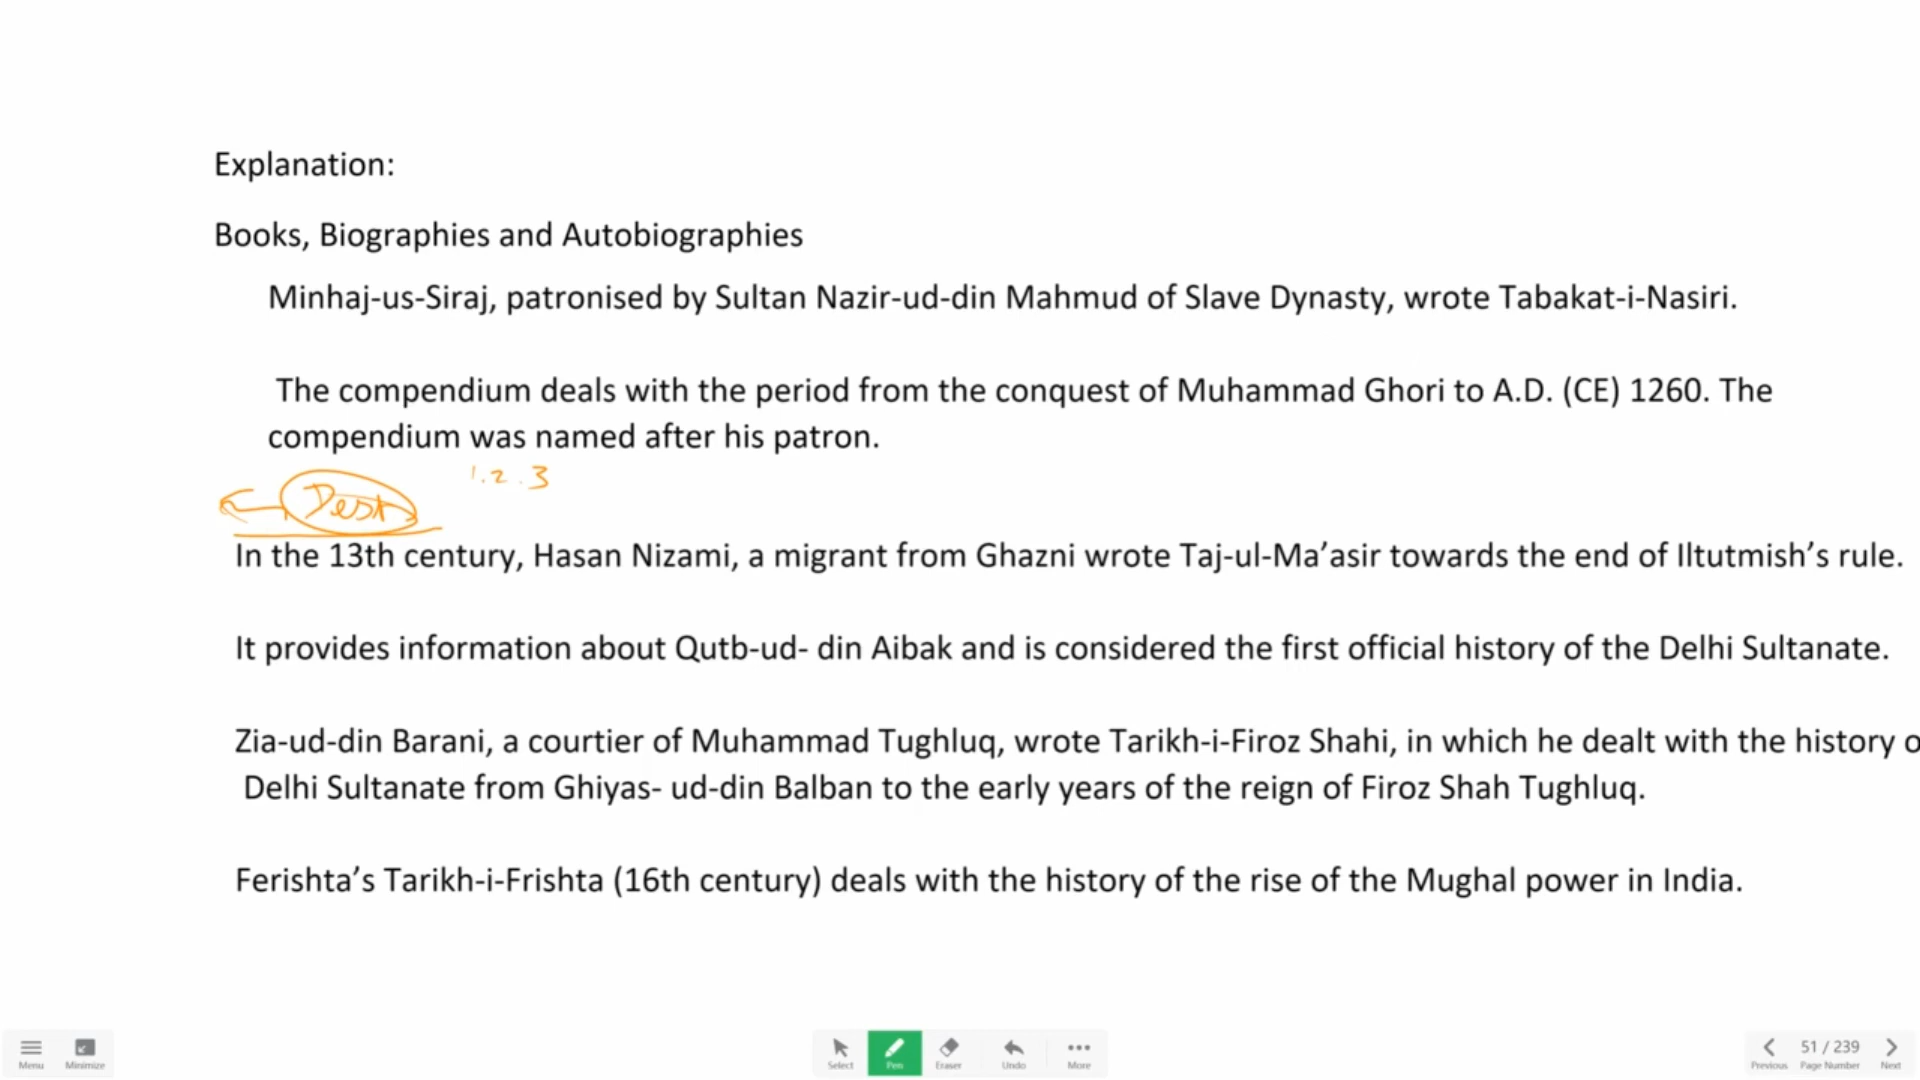 Explanation:
Books, Biographies and Autobiographies
Minhaj-us-Siraj, patronised by Sultan Nazir-ud-din Mahmud of Slave Dynasty, wrote Tabakat-i-Nasiri.
The compendium deals with the period from the conquest of Muhammad Ghori to A.D. (CE) 1260. The
compendium was named after his patron.
1.2.3
In the 13th century, Hasan Nizami, a migrant from Ghazni wrote Taj-ul-Ma’asir towards the end of Iltutmish’s rule.
It provides information about Qutb-ud- din Aibak and is considered the first official history of the Delhi Sultanate.
Zia-ud-din Barani, a courtier of Muhammad Tughluq, wrote Tarikh-i-Firoz Shahi, in which he dealt with the history
Delhi Sultanate from Ghiyas- ud-din Balban to the early years of the reign of Firoz Shah Tughluq.
Ferishta’s Tarikh-i-Frishta (16th century) deals with the history of the rise of the Mughal power in India.
Menu Minimize Select Pen Eraser Undo More Previous 51 / 239 Page Number Next